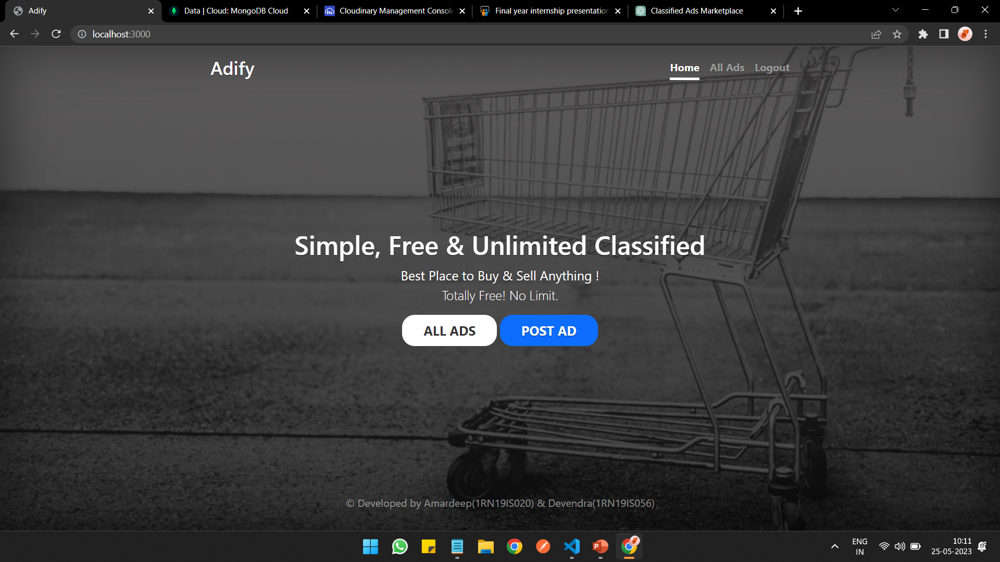 Adify
Data | Cloud: MongoDB Cloud
Cloudinary Management Console
Final year internship presentation
Classified Ads Marketplace
localhost:3000
Adify
Home
All Ads
Logout
Simple, Free & Unlimited Classified
Best Place to Buy & Sell Anything !
Totally Free! No Limit.
ALL ADS
POST AD
© Developed by Amardeep(1RN19IS020) & Devendra(1RN19IS056)
ENG
IN
10:11
25-05-2023